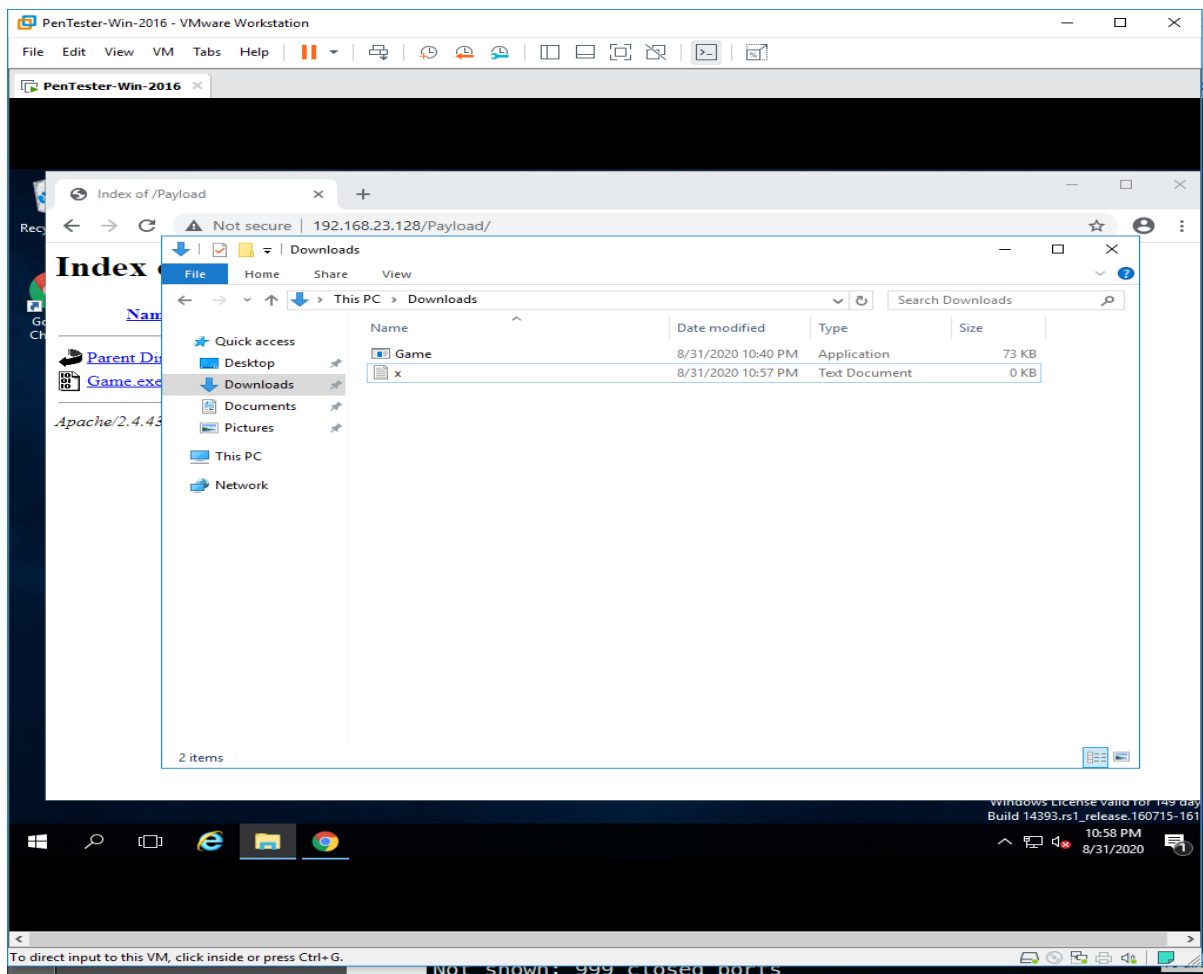 PenTester-Win-2016 - VMware Workstation
File Edit View VM Tabs Help
PenTester-Win-2016
Index of /Payload
Not secure | 192.168.23.128/Payload/
Recy
Index
Nam
Parent Di
Game.exe
Apache/2.4.43
Go
Ch
Downloads
File Home Share View
This PC > Downloads
Search Downloads
Name Date modified Type Size
Quick access
Desktop
Downloads
Documents
Pictures
This PC
Network
Game 8/31/2020 10:40 PM Application 73 KB
x 8/31/2020 10:57 PM Text Document 0 KB
2 items
Windows License valid for 149 day
Build 14393.rs1_release.160715-161
10:58 PM
8/31/2020
To direct input to this VM, click inside or press Ctrl+G.
Not shown: 999 closed ports